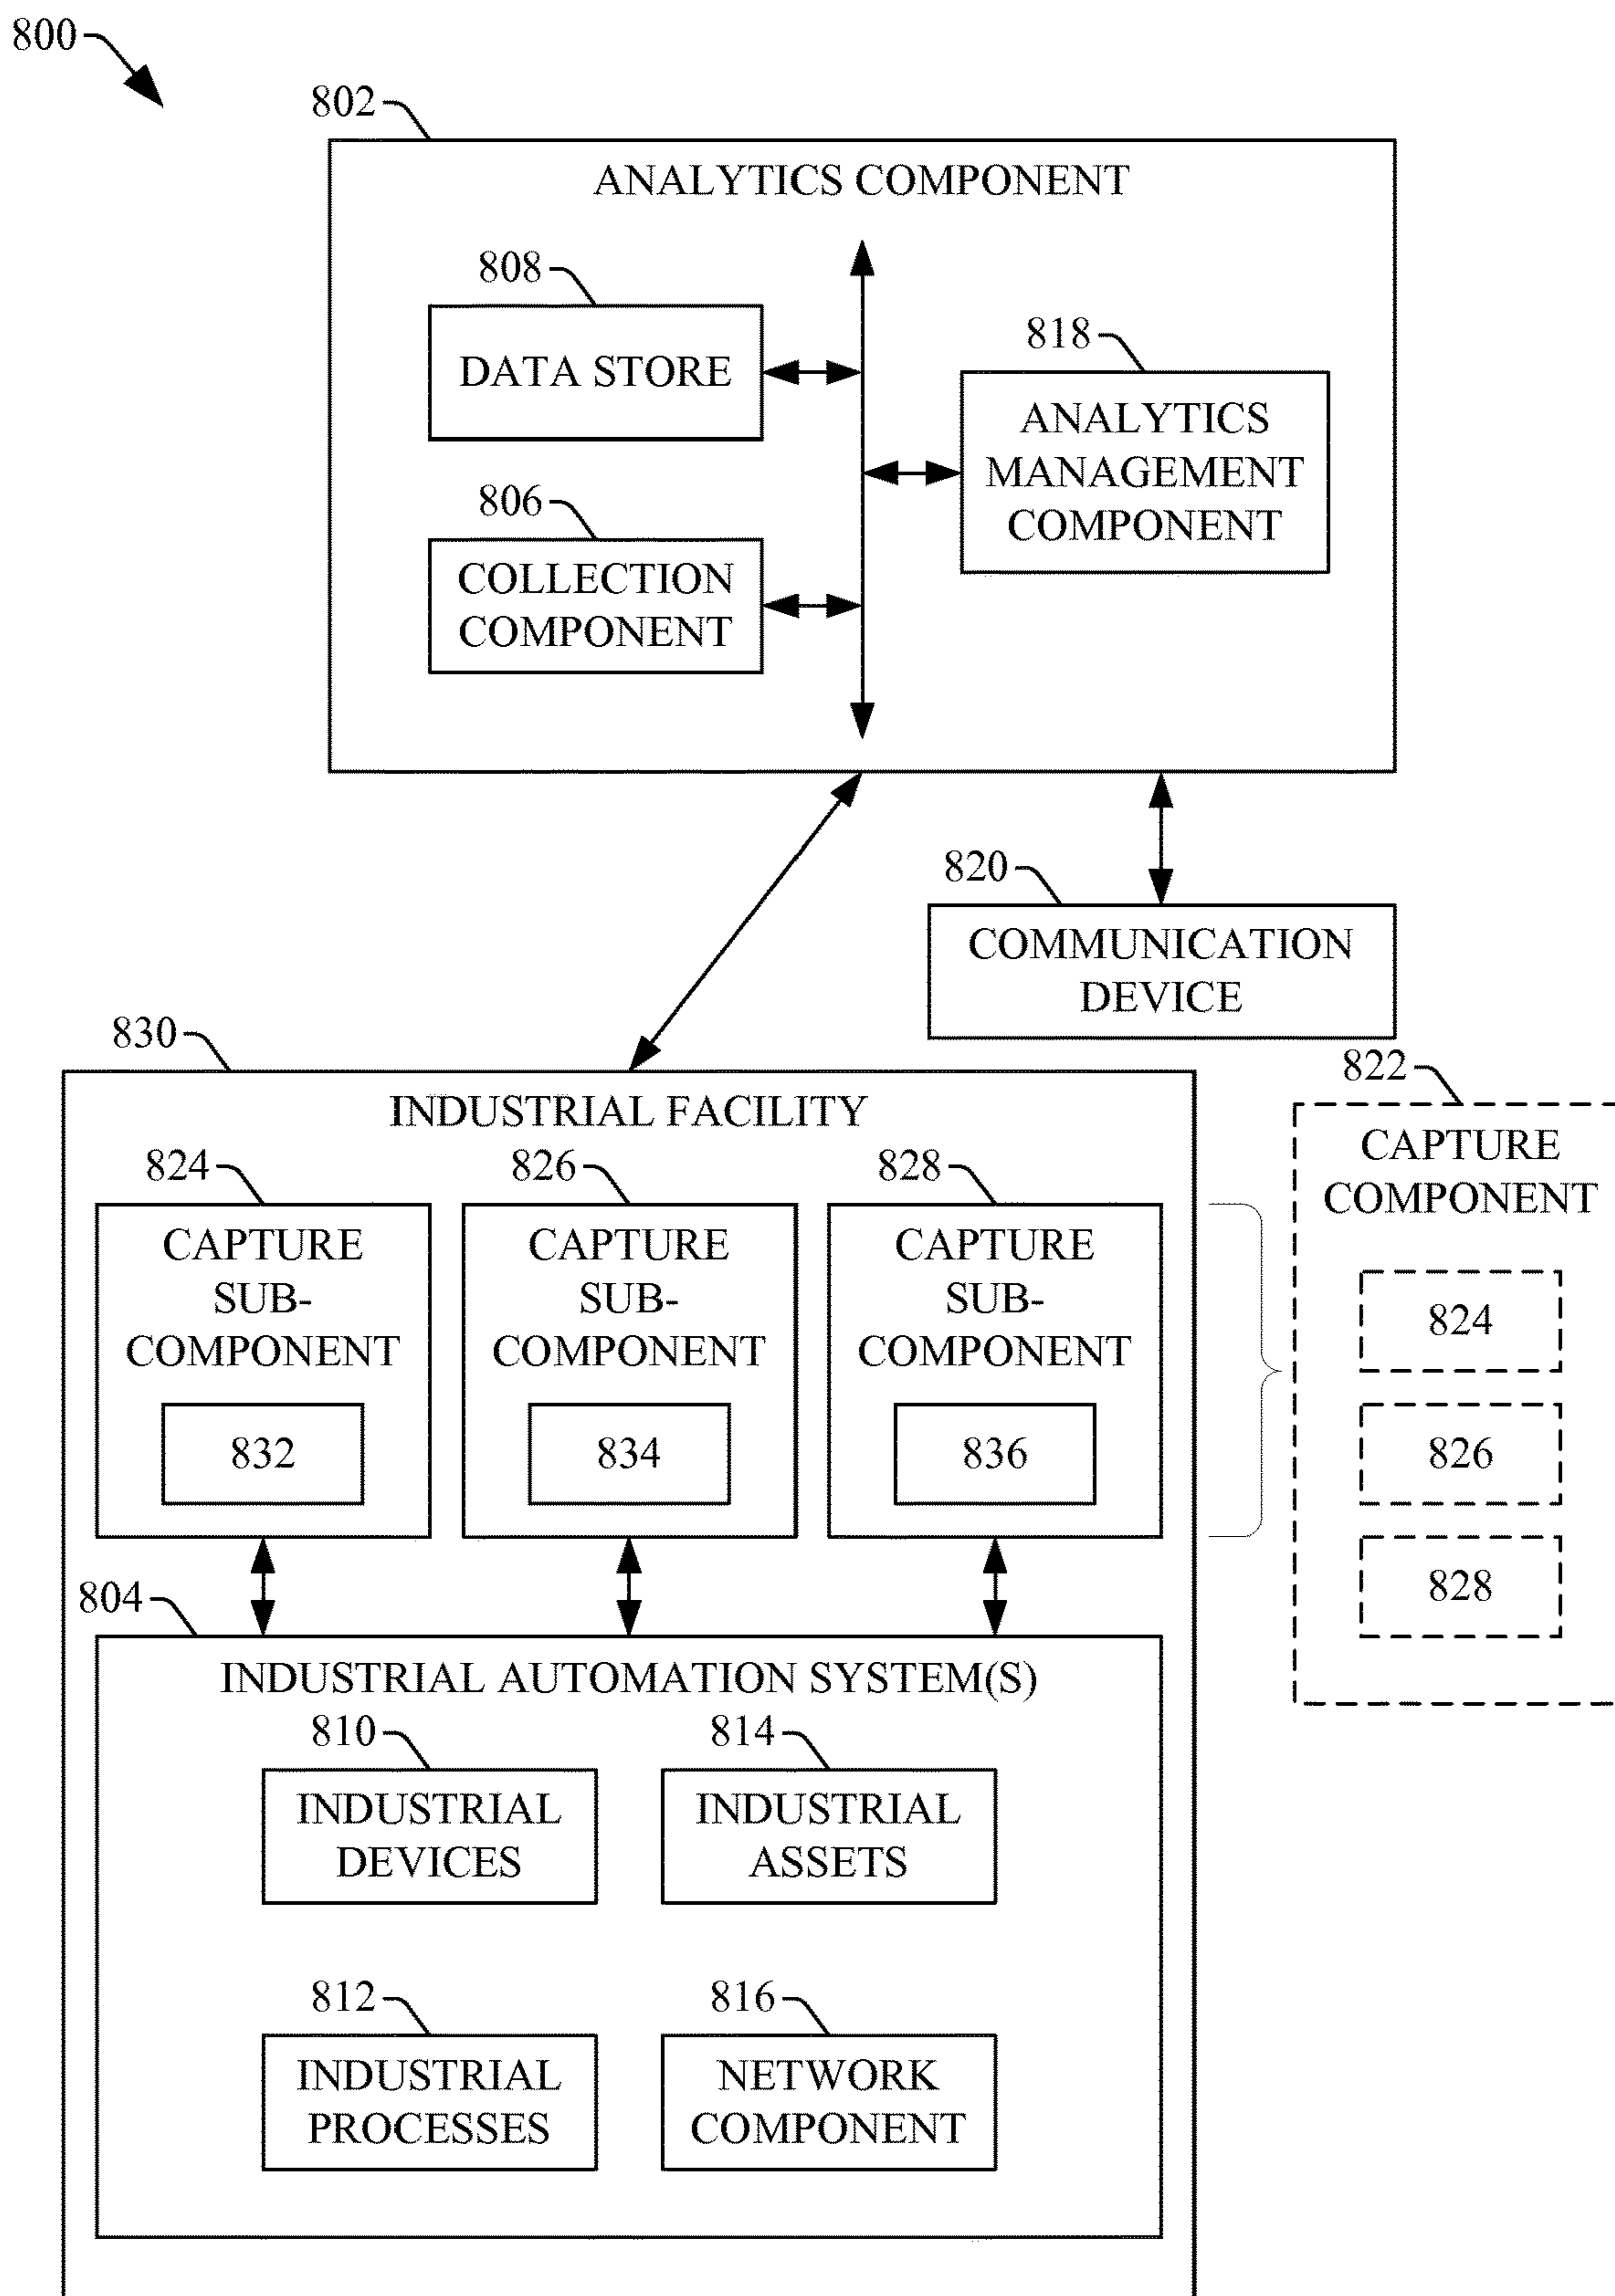 800
802
ANALYTICS COMPONENT
808
DATA STORE
818
ANALYTICS
MANAGEMENT
COMPONENT
806
COLLECTION
COMPONENT
820
COMMUNICATION
DEVICE
830
INDUSTRIAL FACILITY
824
CAPTURE
SUB-
COMPONENT
832
826
CAPTURE
SUB-
COMPONENT
834
828
CAPTURE
SUB-
COMPONENT
836
822
CAPTURE
COMPONENT
824
826
828
804
INDUSTRIAL AUTOMATION SYSTEM(S)
810
INDUSTRIAL
DEVICES
814
INDUSTRIAL
ASSETS
812
INDUSTRIAL
PROCESSES
816
NETWORK
COMPONENT